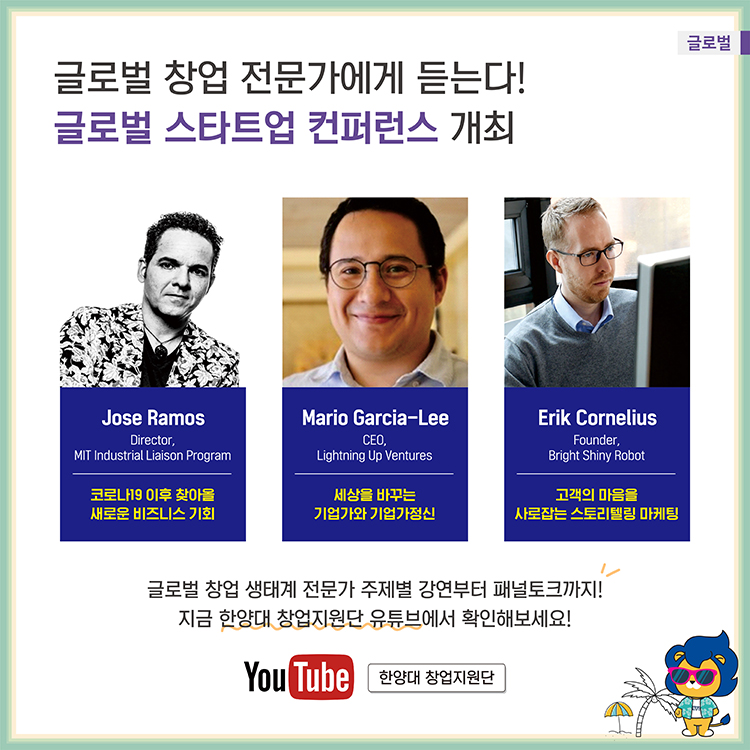 글로벌
글로벌 창업 전문가에게 듣는다!
글로벌 스타트업 컨퍼런스 개최
Jose Ramos
Director,
MIT Industrial Liaison Program
코로나19 이후 찾아올
새로운 비즈니스 기회
Mario Garcia-Lee
CEO,
Lightning Up Ventures
세상을 바꾸는
기업가와 기업가정신
Erik Cornelius
Founder,
Bright Shiny Robot
고객의 마음을
사로잡는 스토리텔링 마케팅
글로벌 창업 생태계 전문가 주제별 강연부터 패널토크까지!
지금 한양대 창업지원단 유튜브에서 확인해보세요!
YouTube 한양대 창업지원단